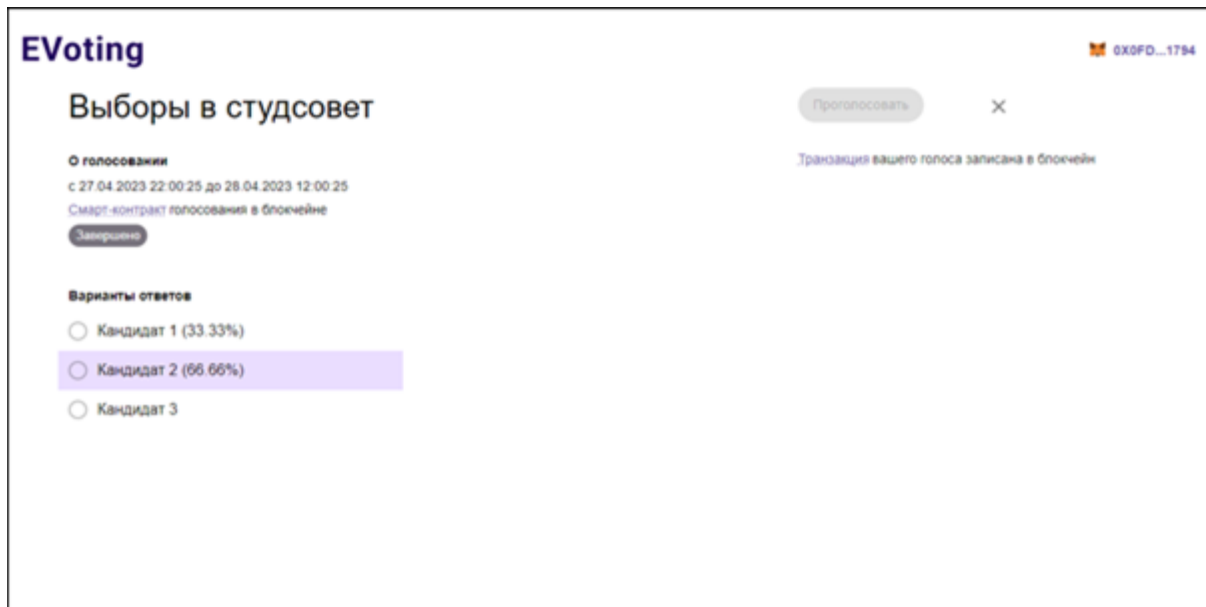 EVoting
0X0FD...1794
Выборы в студсовет
Проголосовать
О голосовании
с 27.04.2023 22:00:25 до 28.04.2023 12:00:25
Смарт-контракт голосования в блокчейне
Завершено
Транзакция вашего голоса записана в блокчейн
Варианты ответов
Кандидат 1 (33.33%)
Кандидат 2 (66.66%)
Кандидат 3